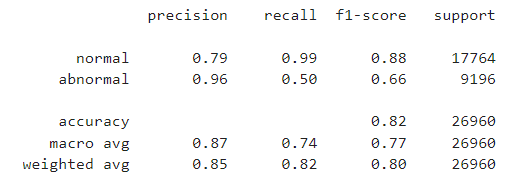 precision recall f1-score support
normal 0.79 0.99 0.88 17764
abnormal 0.96 0.50 0.66 9196
accuracy 0.82 26960
macro avg 0.87 0.74 0.77 26960
weighted avg 0.85 0.82 0.80 26960